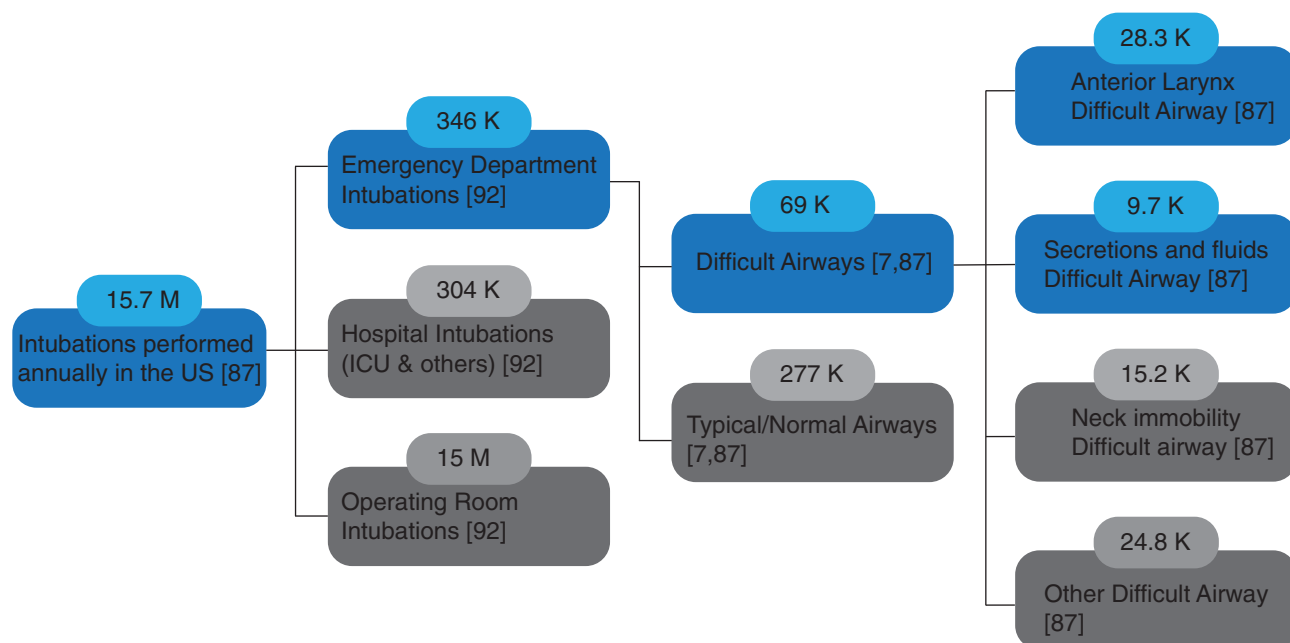 15.7 M
Intubations performed
annually in the US [87]
346 K
Emergency Department
Intubations [92]
304 K
Hospital Intubations
(ICU & others) [92]
15 M
Operating Room
Intubations [92]
69 K
Difficult Airways [7,87]
277 K
Typical/Normal Airways
[7,87]
28.3 K
Anterior Larynx
Difficult Airway [87]
9.7 K
Secretions and fluids
Difficult Airway [87]
15.2 K
Neck immobility
Difficult airway [87]
24.8 K
Other Difficult Airway
[87]